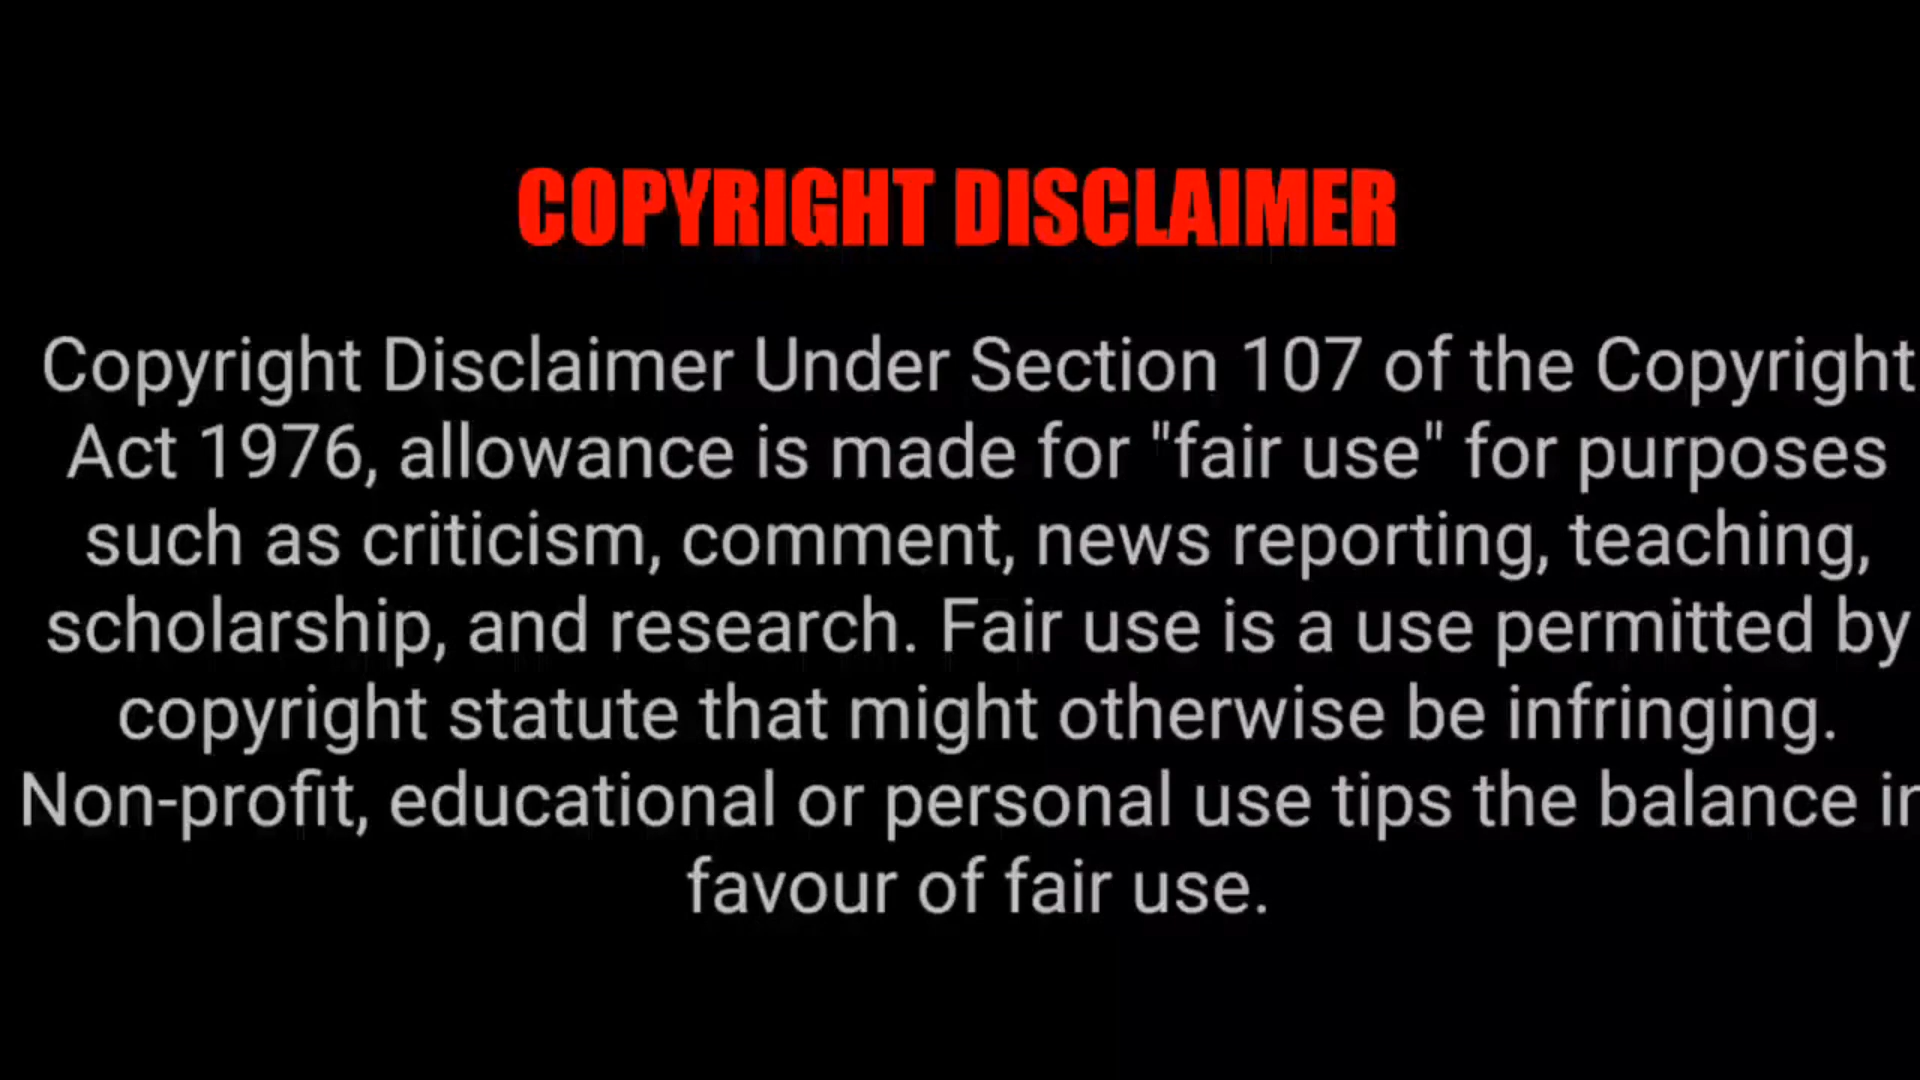 COPYRIGHT DISCLAIMER
Copyright Disclaimer Under Section 107 of the Copyright
Act 1976, allowance is made for "fair use" for purposes
such as criticism, comment, news reporting, teaching,
scholarship, and research. Fair use is a use permitted by
copyright statute that might otherwise be infringing.
Non-profit, educational or personal use tips the balance in
favour of fair use.